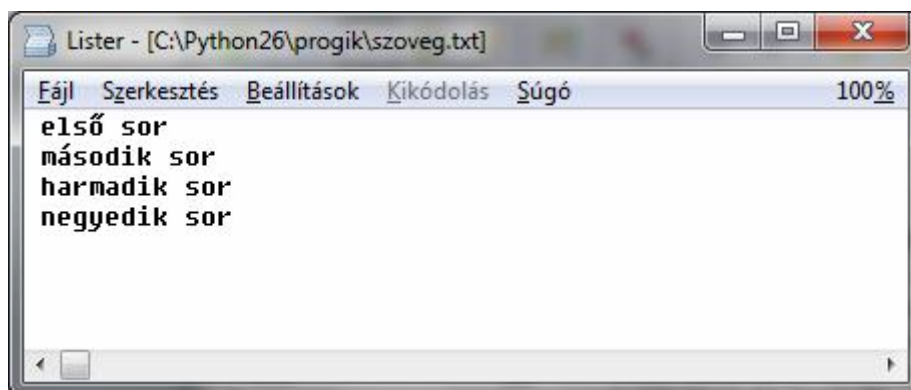 Lister - [C:\Python26\progik\szoveg.txt]
Fájl Szerkesztés Beállítások Kikódolás Súgó 100%
első sor
második sor
harmadik sor
negyedik sor